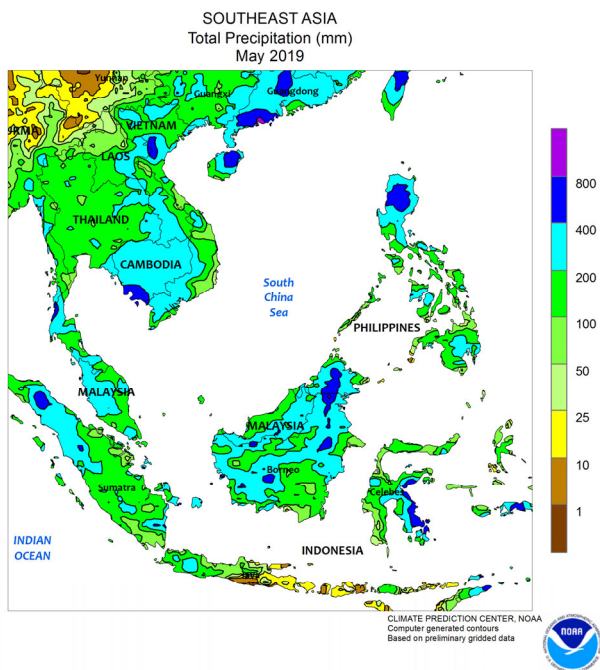 SOUTHEAST ASIA
Total Precipitation (mm)
May 2019
Yunnan
Guangxi
Guangdong
VIETNAM
LAOS
THAILAND
CAMBODIA
South
China
Sea
PHILIPPINES
MALAYSIA
MALAYSIA
Borneo
Sumatra
Celebes
INDIAN
OCEAN
INDONESIA
800
400
200
100
50
25
10
1
CLIMATE PREDICTION CENTER, NOAA
Computer generated contours
Based on preliminary gridded data
NOAA